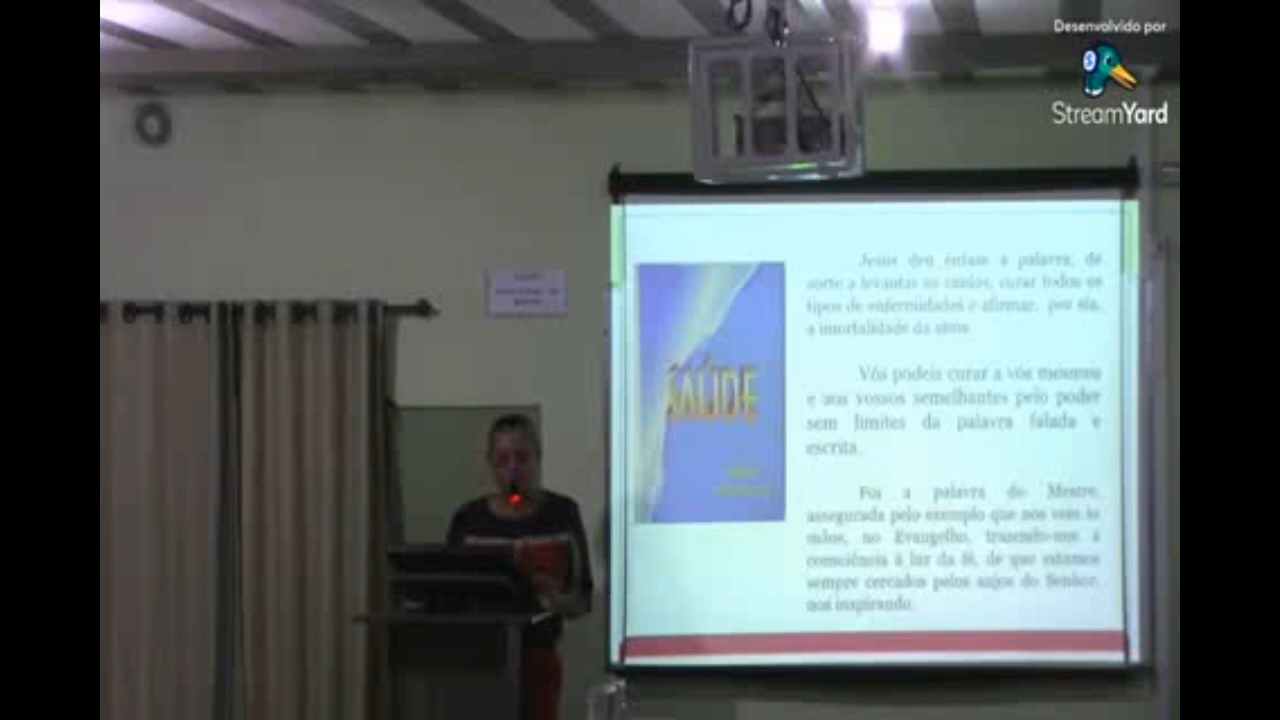 Desenvolvido por
StreamYard
Jesus deu ênfase a palavra, de
sorte a levantar os caídos, curar todos os
tipos de enfermidades e afirmar, por ela,
a imortalidade da alma
Vós podeis curar a vós mesmos
e aos vossos semelhantes pelo poder
sem limites da palavra falada e
escrita.
Foi a palavra do Mestre,
assegurada pelo exemplo que nos vem às
mãos, no Evangelho, trazendo-nos a
consciência à luz da fé, de que estamos
sempre cercados pelos anjos do Senhor,
nos inspirando.
SAÚDE